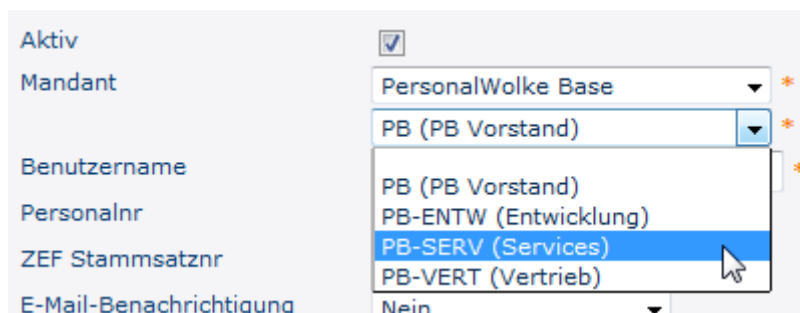 Aktiv
Mandant PersonalWolke Base *
PB (PB Vorstand) *
Benutzername *
PB (PB Vorstand)
Personalnr PB-ENTW (Entwicklung)
PB-SERV (Services)
ZEF Stammsatznr
PB-VERT (Vertrieb)
E-Mail-Benachrichtigung Nein